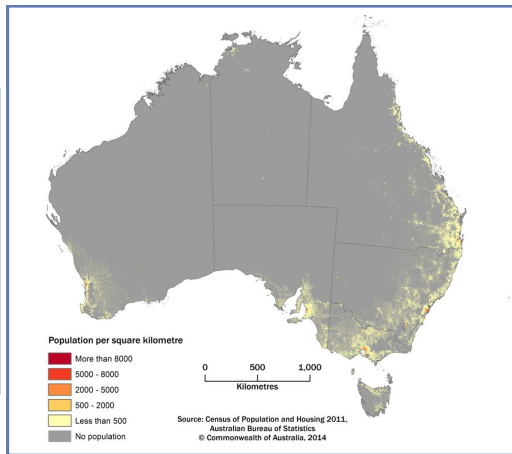 Population per square kilometre
More than 8000
5000 - 8000
2000 - 5000
500 - 2000
Less than 500
No population
0 500 1,000
Kilometres
Source: Census of Population and Housing 2011,
Australian Bureau of Statistics
© Commonwealth of Australia, 2014